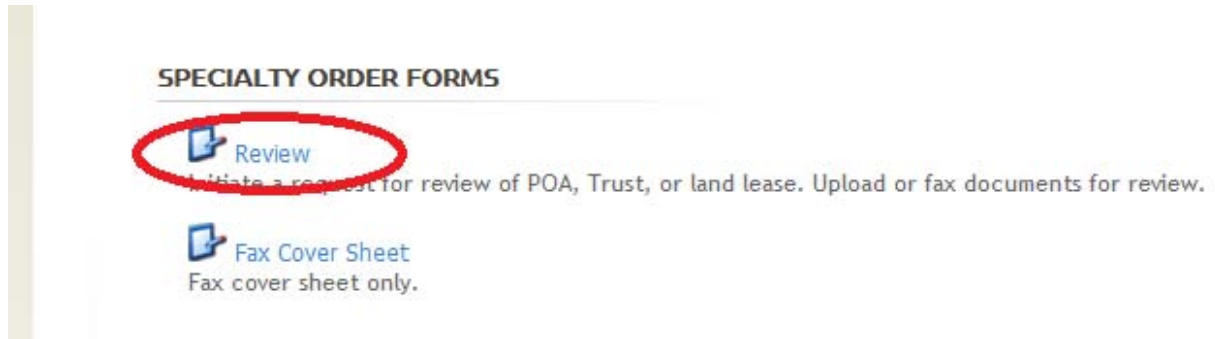 SPECIALTY ORDER FORMS
Review
Initiate a request for review of POA, Trust, or land lease. Upload or fax documents for review.
Fax Cover Sheet
Fax cover sheet only.